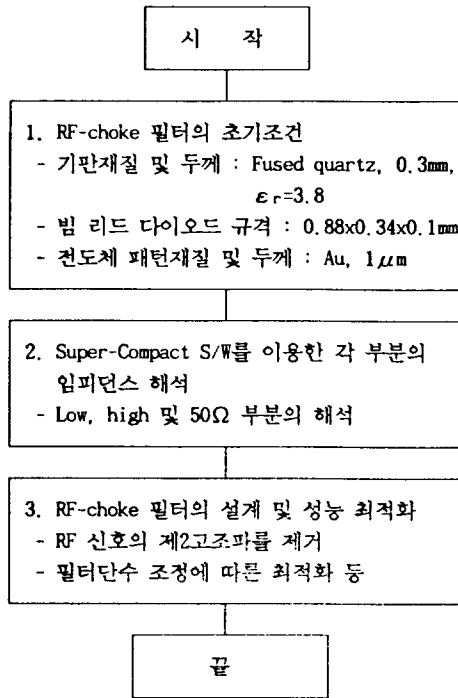 시 작
1. RF-choke 필터의 초기조건
- 기판재질 및 두께 : Fused quartz, 0.3mm,
εr=3.8
- 빔 리드 다이오드 규격 : 0.88x0.34x0.1mm
- 전도체 패턴재질 및 두께 : Au, 1μm
2. Super-Compact S/W를 이용한 각 부분의
임피던스 해석
- Low, high 및 50Ω 부분의 해석
3. RF-choke 필터의 설계 및 성능 최적화
- RF 신호의 제2고조파를 제거
- 필터단수 조정에 따른 최적화 등
끝